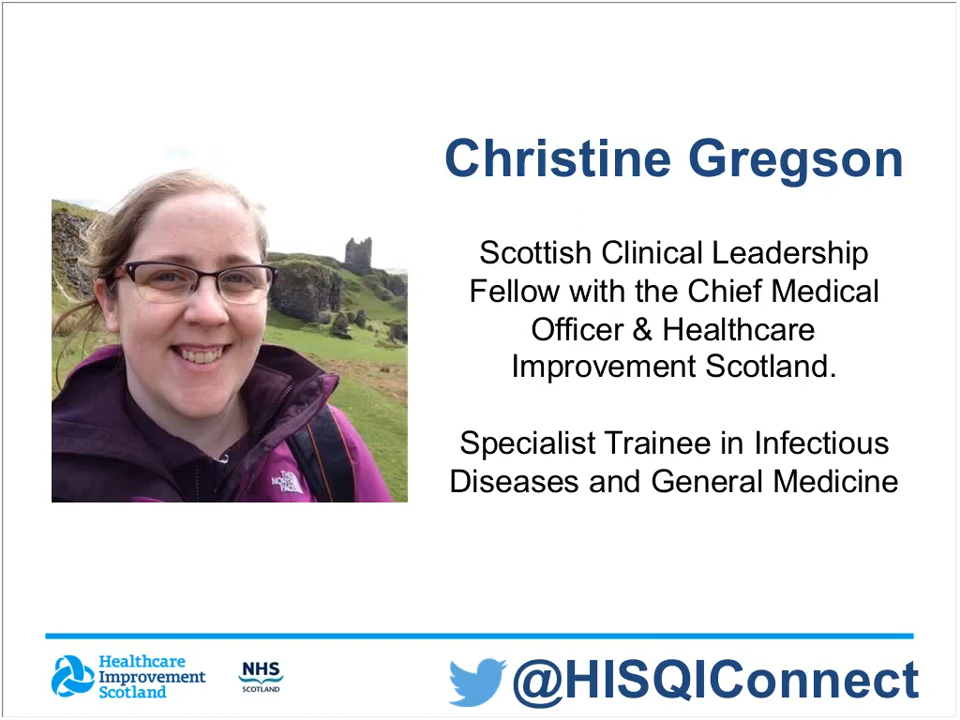 Christine Gregson
Scottish Clinical Leadership
Fellow with the Chief Medical
Officer & Healthcare
Improvement Scotland.
Specialist Trainee in Infectious
Diseases and General Medicine
THE
NORTH
FACE
Healthcare
Improvement
Scotland
NHS
SCOTLAND
@HISQIConnect